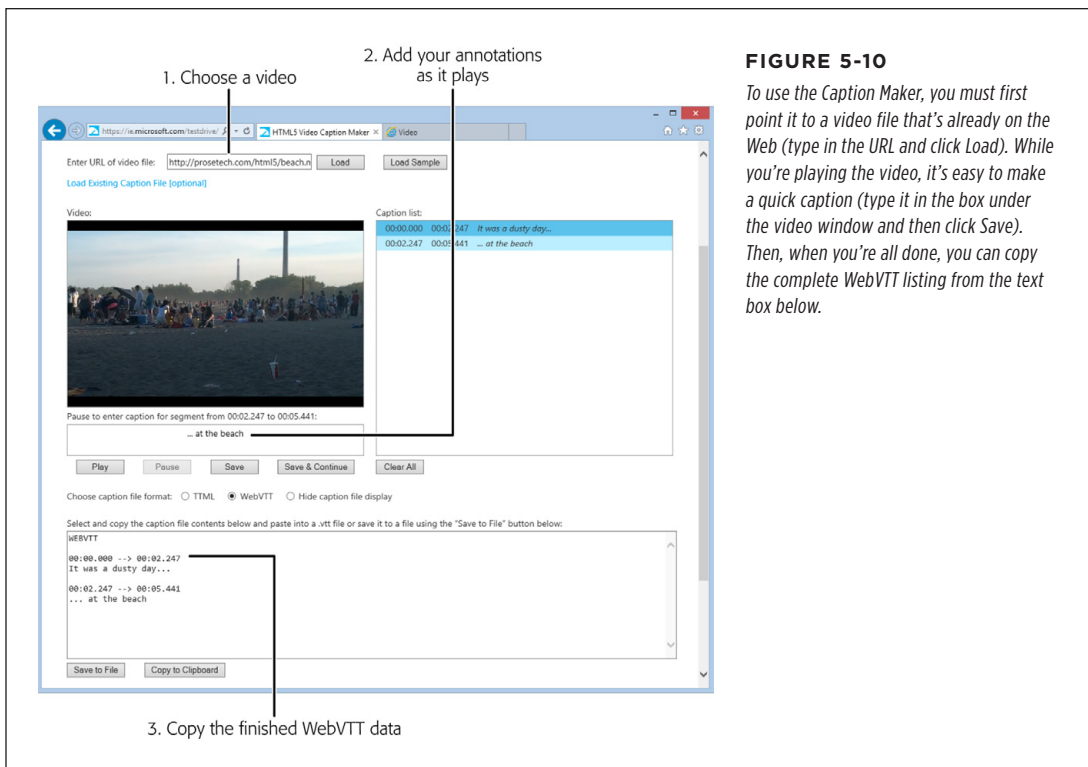 2. Add your annotations
as it plays
1. Choose a video
FIGURE 5-10
To use the Caption Maker, you must first
point it to a video file that's already on the
Web (type in the URL and click Load). While
you're playing the video, it's easy to make
a quick caption (type it in the box under
the video window and then click Save).
Then, when you're all done, you can copy
the complete WebVTT listing from the text
box below.
https://ie.microsoft.com/testdrive/ HTML5 Video Caption Maker Video
Enter URL of video file: http://prosetech.com/html5/beach.n Load Load Sample
Load Existing Caption File [optional]
Video: Caption list:
00:00.000 00:02.247 It was a dusty day...
00:02.247 00:05.441 ... at the beach
Pause to enter caption for segment from 00:02.247 to 00:05.441:
... at the beach
Play Pause Save Save & Continue Clear All
Choose caption file format: TTML WebVTT Hide caption file
display
Select and copy the caption file contents below and paste into a .vtt file or save it to a file using the "Save to File" button below:
WEBVTT
00:00.000 --> 00:02.247
It was a dusty day...
00:02.247 --> 00:05.441
... at the beach
Save to File Copy to Clipboard
3. Copy the finished WebVTT data